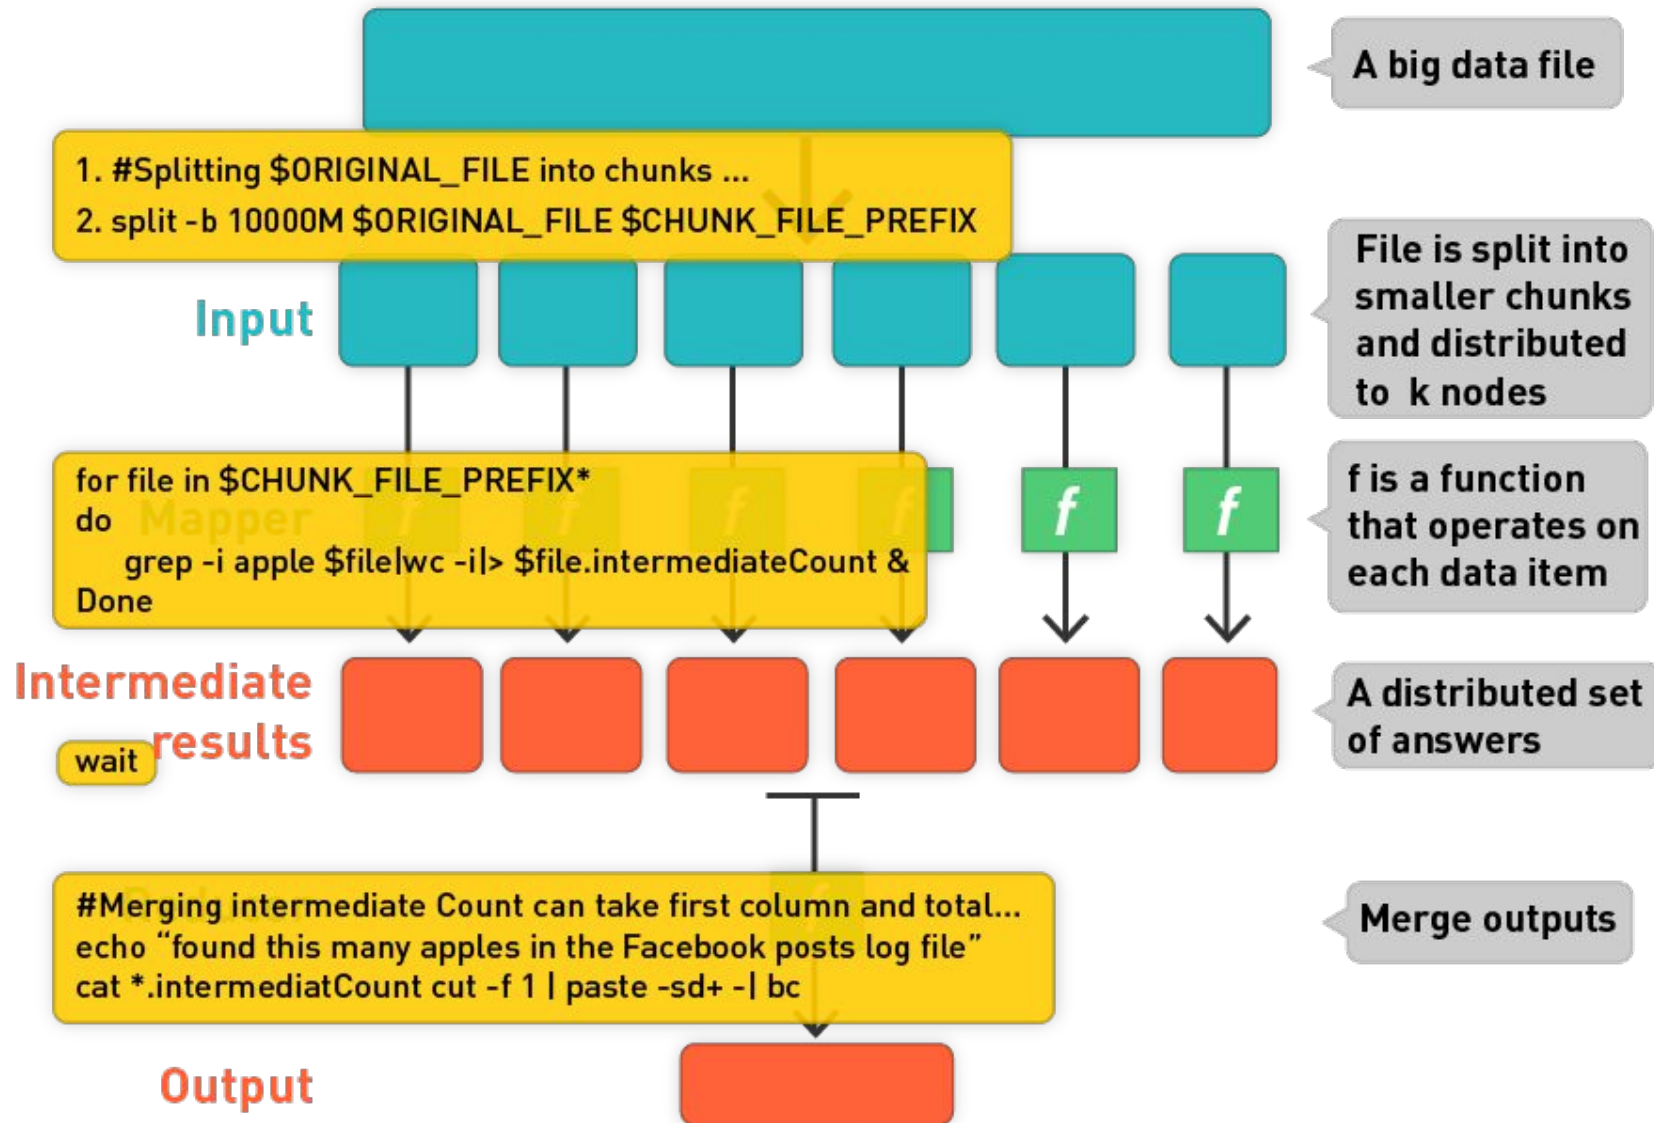 A big data file
1. #Splitting $ORIGINAL_FILE into chunks ...
2. split -b 10000M $ORIGINAL_FILE $CHUNK_FILE_PREFIX
Input
File is split into
smaller chunks
and distributed
to k nodes
for file in $CHUNK_FILE_PREFIX*
do
grep -i apple $file|wc -i|> $file.intermediateCount &
Done
Mapper
f
f
f
f
f
f
f is a function
that operates on
each data item
Intermediate
results
wait
A distributed set
of answers
#Merging intermediate Count can take first column and total...
echo “found this many apples in the Facebook posts log file”
cat *.intermediatCount cut -f 1 | paste -sd+ -| bc
Merge outputs
Output